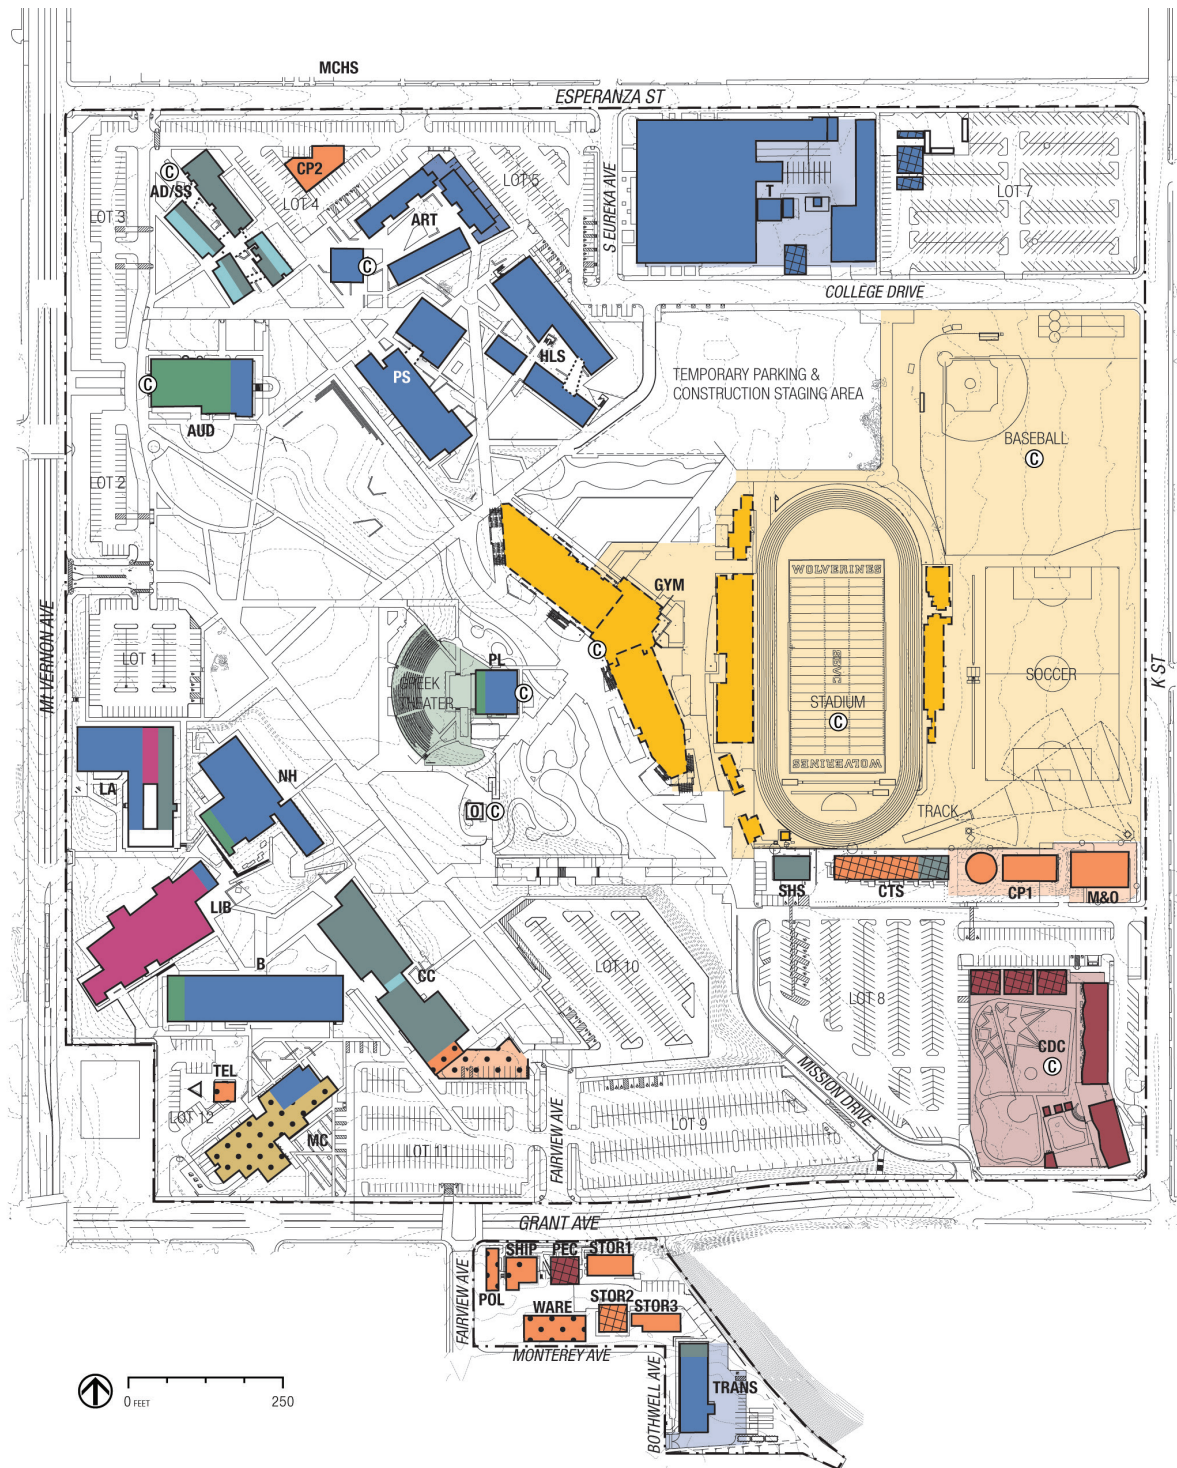 MCHS
ESPERANZA ST
C
AD/SS
CP2
LOT 4
LOT 5
LOT 3
ART
C
S EUREKA AVE
T
LOT 7
COLLEGE DRIVE
HLS
PS
C
AUD
TEMPORARY PARKING &
CONSTRUCTION STAGING AREA
BASEBALL
C
LOT 2
WOLVERINES
GYM
C
Mt VERNON AVE
LOT 1
PL
C
GREEK
THEATER
SBVC
STADIUM
C
SOCCER
K ST
WOLVERINES
NH
LA
O
C
TRACK
SHS
CTS
CP1
M&O
LIB
B
CC
LOT 10
LOT 8
CDC
C
TEL
LOT 12
MC
LOT 11
FAIRVIEW AVE
LOT 9
MISSION DRIVE
GRANT AVE
SHIP
PEC
STOR1
POL
WARE
STOR2
STOR3
FAIRVIEW AVE
MONTEREY AVE
BOTHWELL AVE
TRANS
0 FEET
250